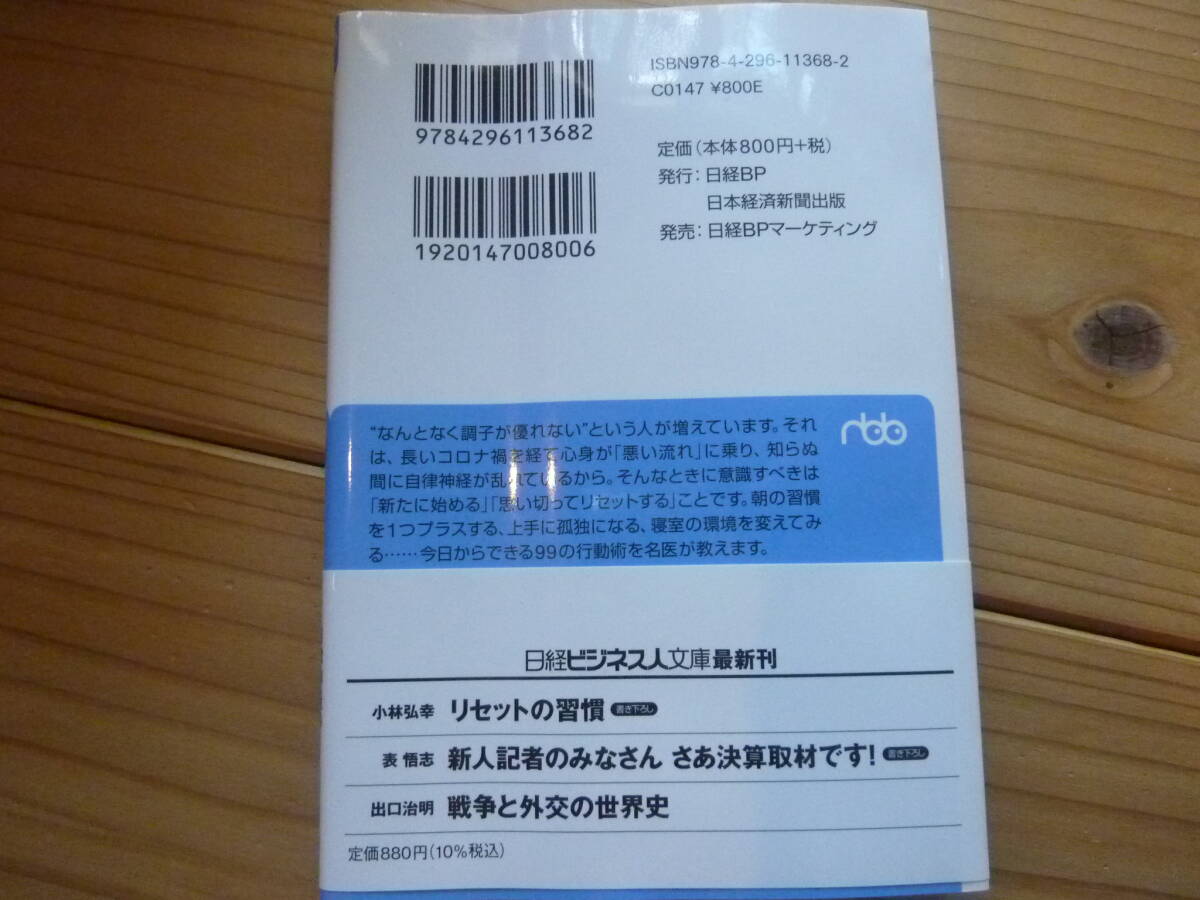 ISBN978-4-296-11368-2
C0147 ¥800E
9784296113682
定価(本体800円+税)
発行:日経BP
日本経済新聞出版
発売:日経BPマーケティング
1920147008006
nbb
“なんとなく調子が優れない”という人が増えています。それ
は、長いコロナ禍を経て心身が「悪い流れ」に乗り、知らぬ
間に自律神経が乱れているから。そんなときに意識すべきは
「新たに始める」「思い切ってリセットする」ことです。朝の習慣
を1つプラスする、上手に孤独になる、寝室の環境を変えてみ
る……今日からできる99の行動術を名医が教えます。
日経ビジネス人文庫最新刊
小林弘幸 リセットの習慣 書き下ろし
表 悟志 新人記者のみなさん さあ決算取材です! 書き下ろし
出口治明 戦争と外交の世界史
定価880円(10%税込)